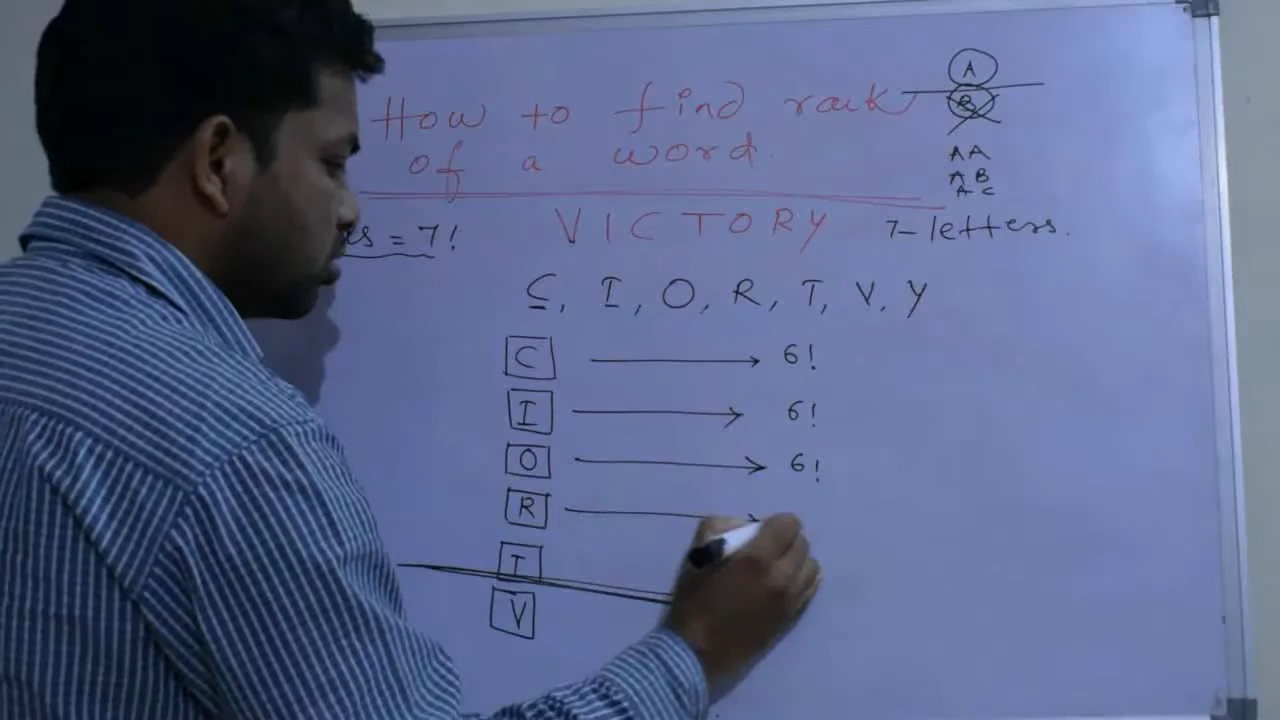 How to find rank
of a word.
A
B
AA
AB
AC
= 7!
VICTORY
7-letters.
C, I, O, R, T, V, Y
C → 6!
I → 6!
O → 6!
R →
T
V